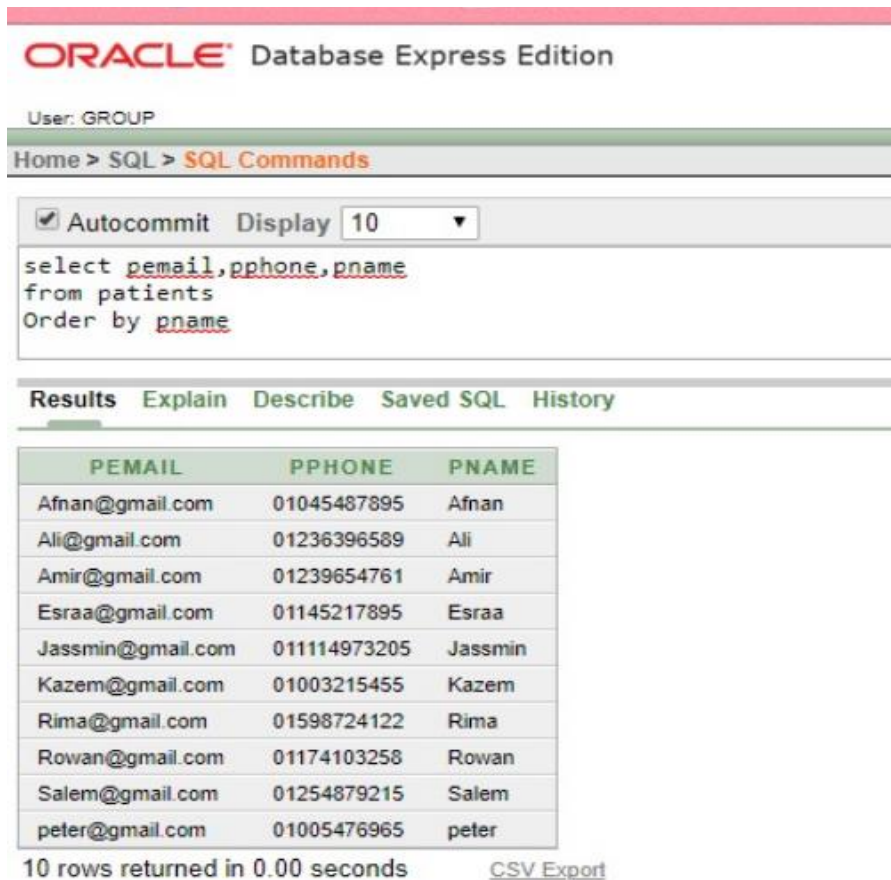 ORACLE Database Express Edition
User: GROUP
Home > SQL > SQL Commands
Autocommit Display 10
select pemail,pphone,pname
from patients
Order by pname
Results Explain Describe Saved SQL History
PEMAIL PPHONE PNAME
Afnan@gmail.com 01045487895 Afnan
Ali@gmail.com 01236396589 Ali
Amir@gmail.com 01239654761 Amir
Esraa@gmail.com 01145217895 Esraa
Jassmin@gmail.com 011114973205 Jassmin
Kazem@gmail.com 01003215455 Kazem
Rima@gmail.com 01598724122 Rima
Rowan@gmail.com 01174103258 Rowan
Salem@gmail.com 01254879215 Salem
peter@gmail.com 01005476965 peter
10 rows returned in 0.00 seconds CSV Export